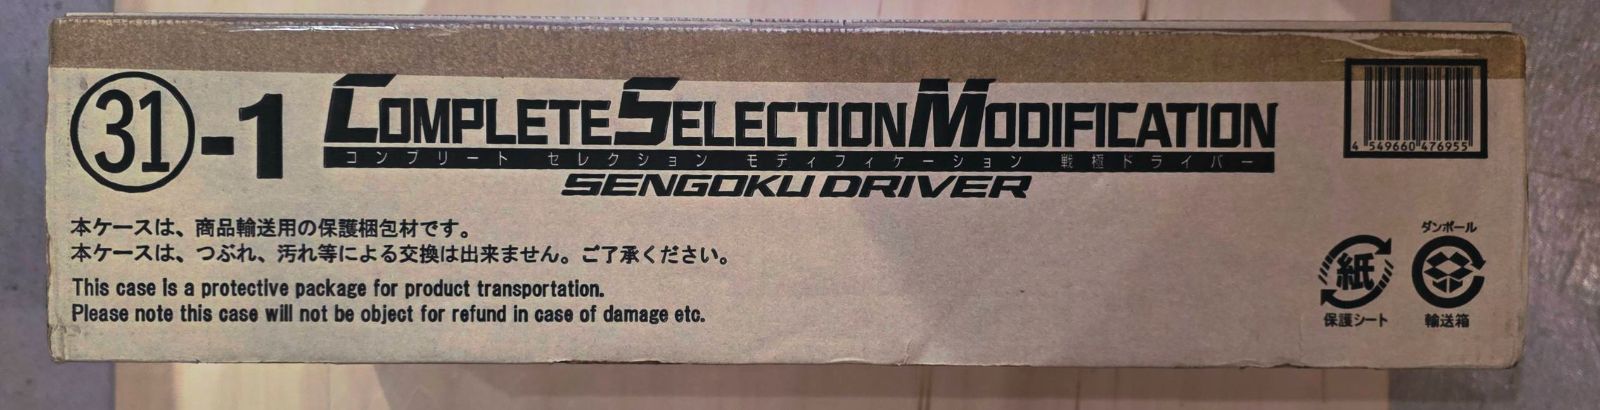 31-1
COMPLETE SELECTION MODIFICATION
コンプリート セレクション モディフィケーション 戦極ドライバー
SENGOKU DRIVER
4 549660 476955
本ケースは、商品輸送用の保護梱包材です。
本ケースは、つぶれ、汚れ等による交換は出来ません。ご了承ください。
This case is a protective package for product transportation.
Please note this case will not be object for refund in case of damage etc.
紙
保護シート
ダンボール
輸送箱